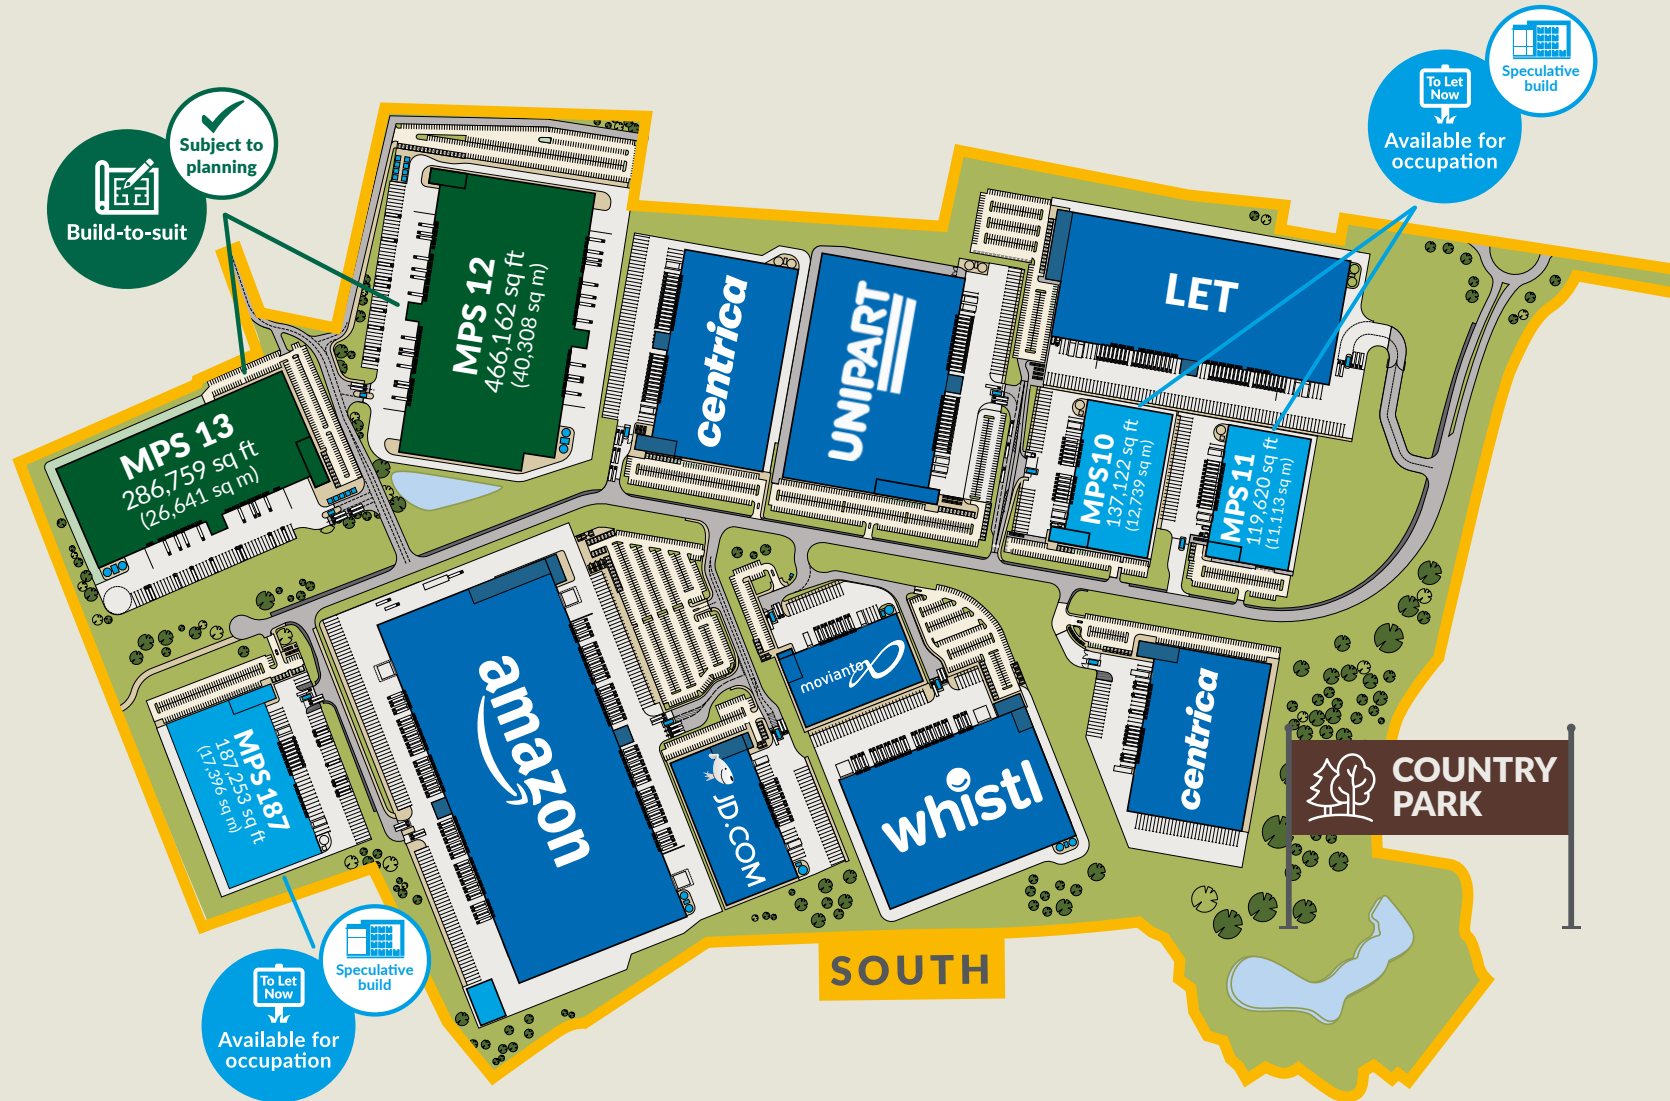 To Let
Now
Available for
occupation
Speculative
build
Subject to
planning
Build-to-suit
MPS 12
466,162 sq ft
(40,308 sq m)
MPS 13
286,759 sq ft
(26,641 sq m)
centrica
UNIPART
LET
MPS10
137,122 sq ft
(12,739 sq m)
MPS 11
119,620 sq ft
(11,113 sq m)
MPS 187
187,253 sq ft
(17,396 sq m)
amazon
JD.COM
movianto
whistl
centrica
COUNTRY
PARK
SOUTH
To Let
Now
Available for
occupation
Speculative
build